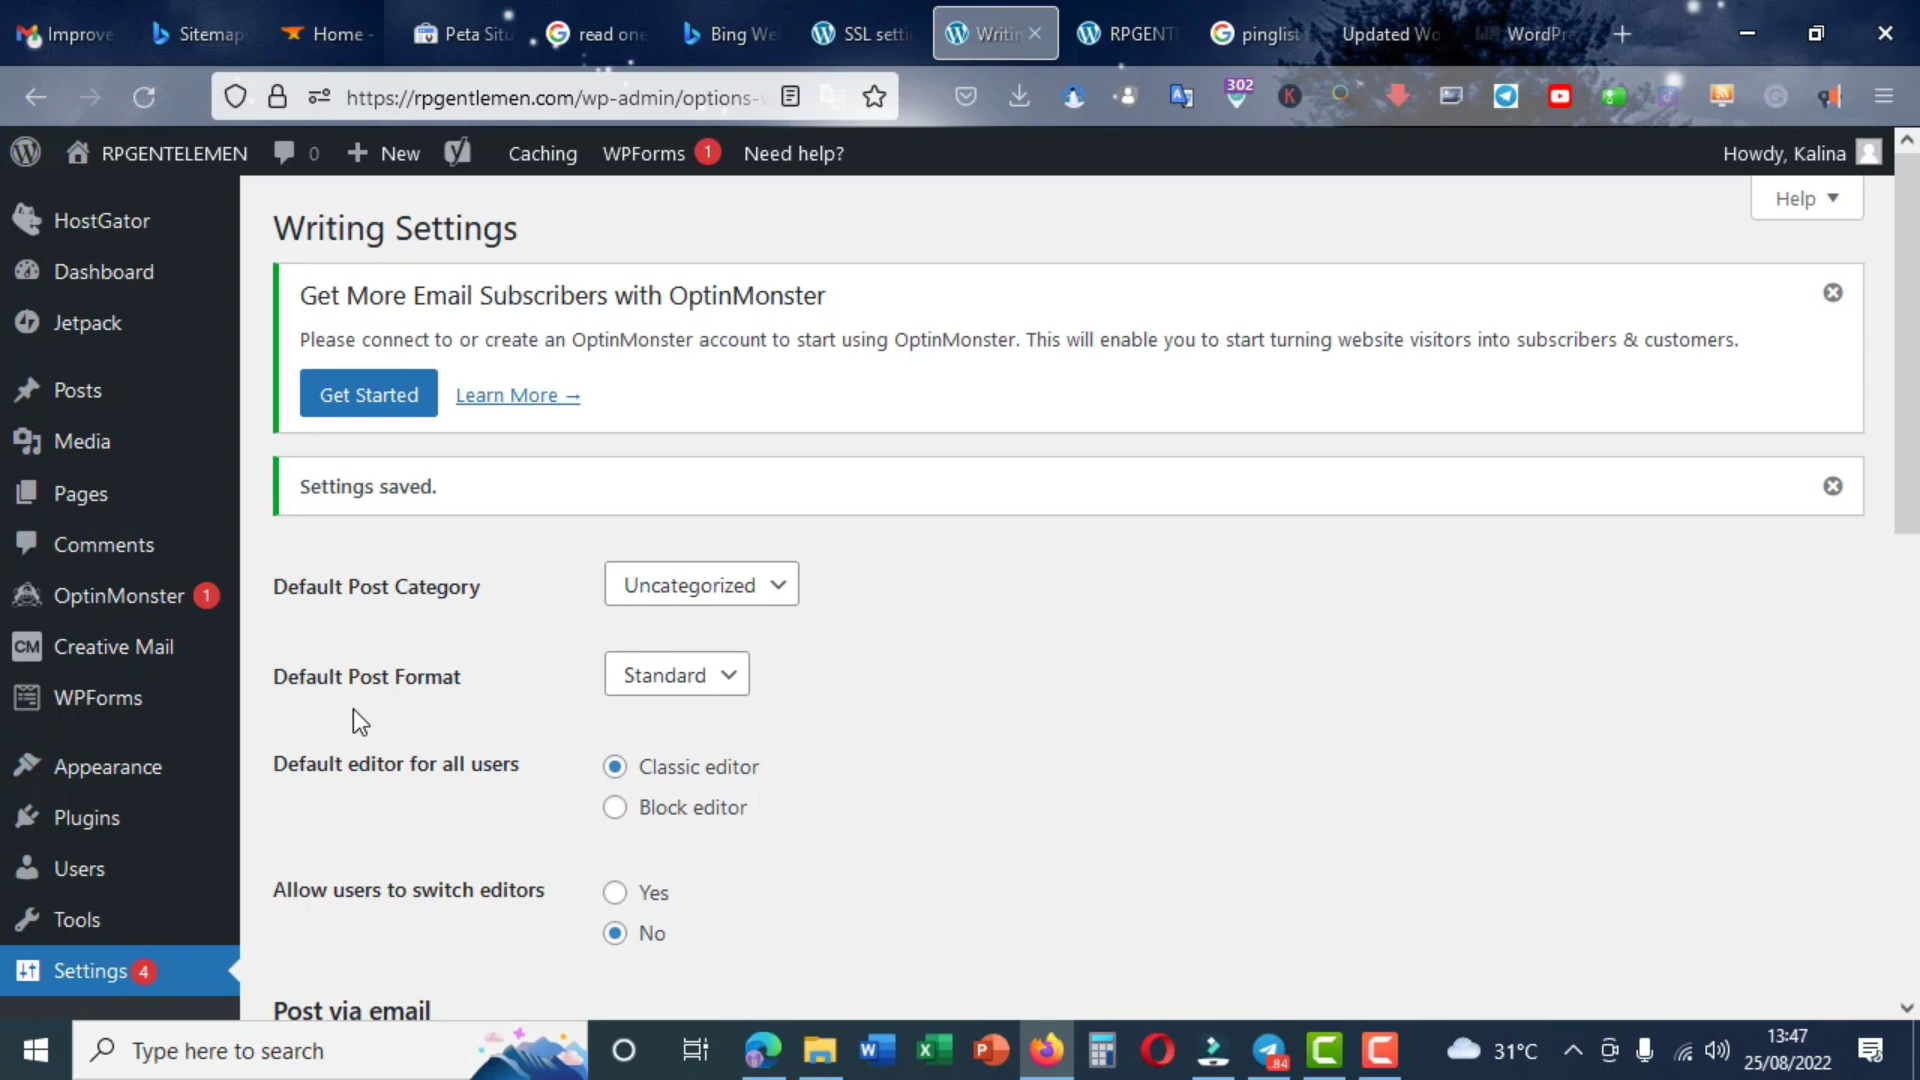 Improve
Sitemap
Home -
Peta Situ
read one
Bing We
SSL setti
Writin
RPGENT
pinglist
Updated Wo
WordPre
https://rpgentlemen.com/wp-admin/options-
302
RPGENTELEMEN
0
New
Caching
WPForms 1
Need help?
Howdy, Kalina
Help
HostGator
Dashboard
Jetpack
Posts
Media
Pages
Comments
OptinMonster 1
CM Creative Mail
WPForms
Appearance
Plugins
Users
Tools
Settings 4
Writing Settings
Get More Email Subscribers with OptinMonster
Please connect to or create an OptinMonster account to start using OptinMonster. This will enable you to start turning website visitors into subscribers & customers.
Get Started
Learn More →
Settings saved.
Default Post Category
Uncategorized
Default Post Format
Standard
Default editor for all users
Classic editor
Block editor
Allow users to switch editors
Yes
No
Post via email
Type here to search
84
31°C
13:47
25/08/2022